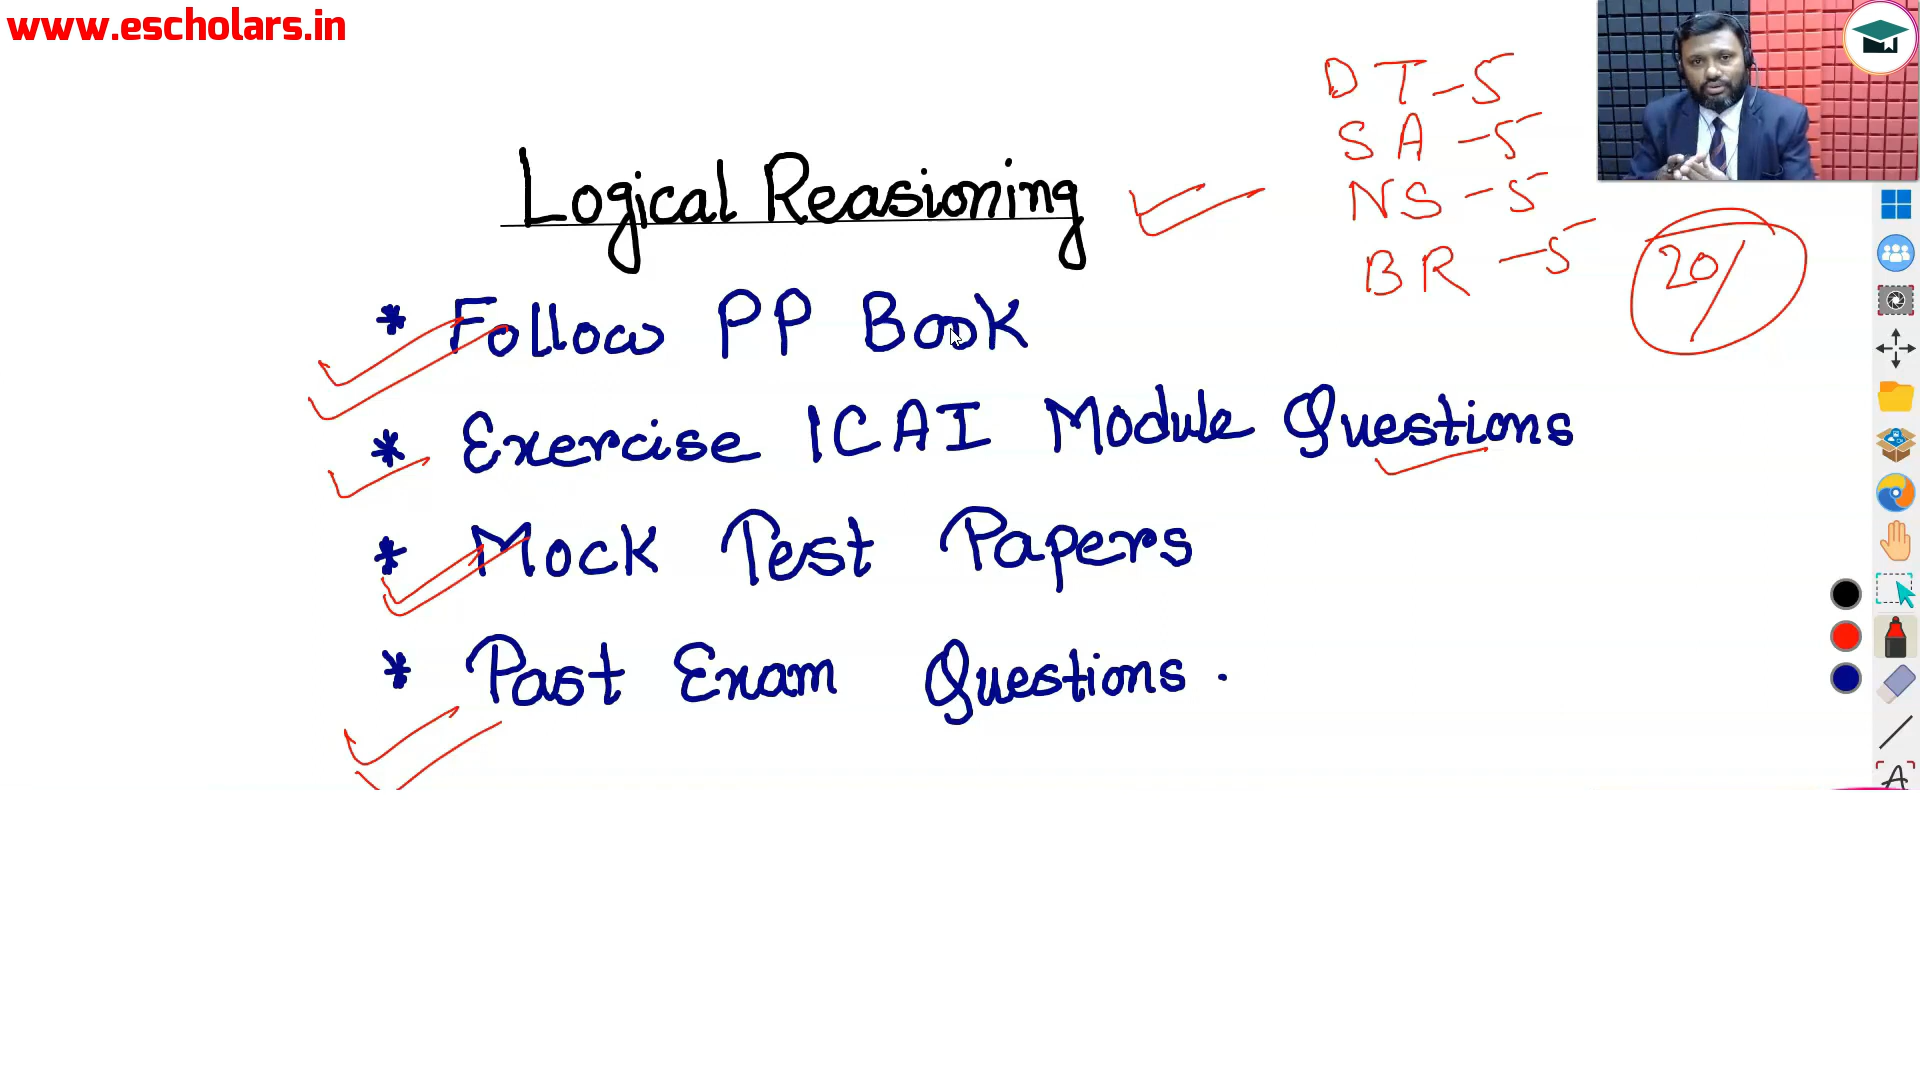 www.escholars.in
DT-5
SA-5
NS-5
BR-5
20/
Logical Reasoning
* Follow PP Book
* Exercise ICAI Module Questions
* Mock Test Papers
* Past Exam Questions.
A